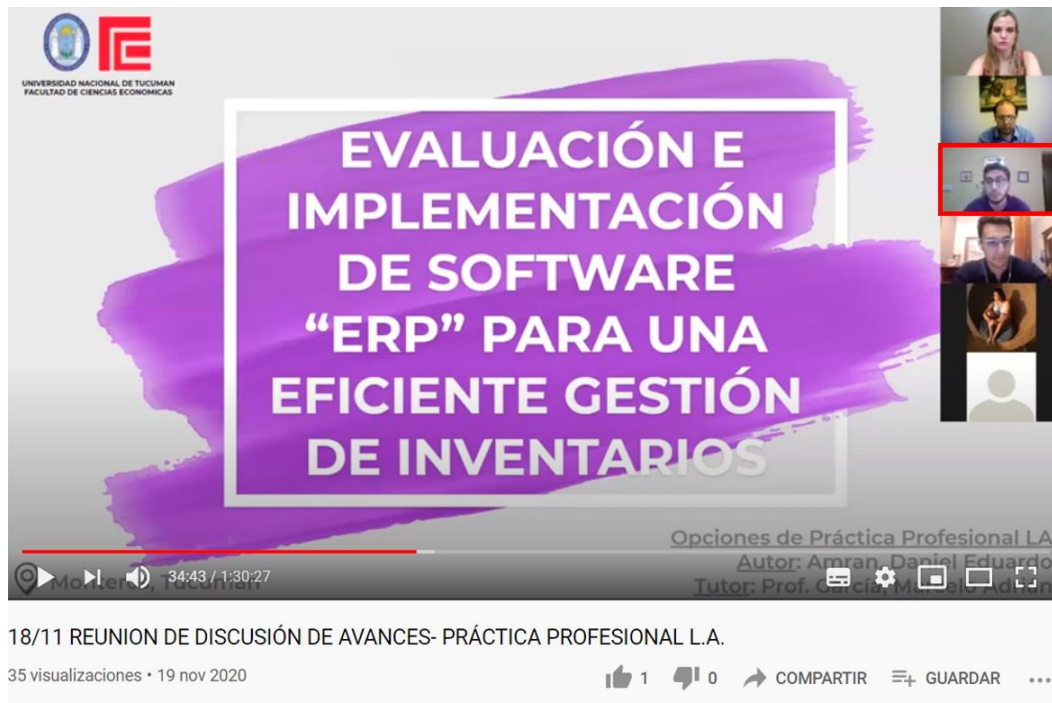 UNIVERSIDAD NACIONAL DE TUCUMAN
FACULTAD DE CIENCIAS ECONOMICAS
EVALUACIÓN E
IMPLEMENTACIÓN
DE SOFTWARE
“ERP” PARA UNA
EFICIENTE GESTIÓN
DE INVENTARIOS
Opciones de Práctica Profesional LA
Autor: Amran, Daniel Eduardo
Tutor: Prof. García, Marcelo Adrian
Monteros, Tucumán
34:43 / 1:30:27
18/11 REUNION DE DISCUSIÓN DE AVANCES- PRÁCTICA PROFESIONAL L.A.
35 visualizaciones • 19 nov 2020
1 0 COMPARTIR GUARDAR ...